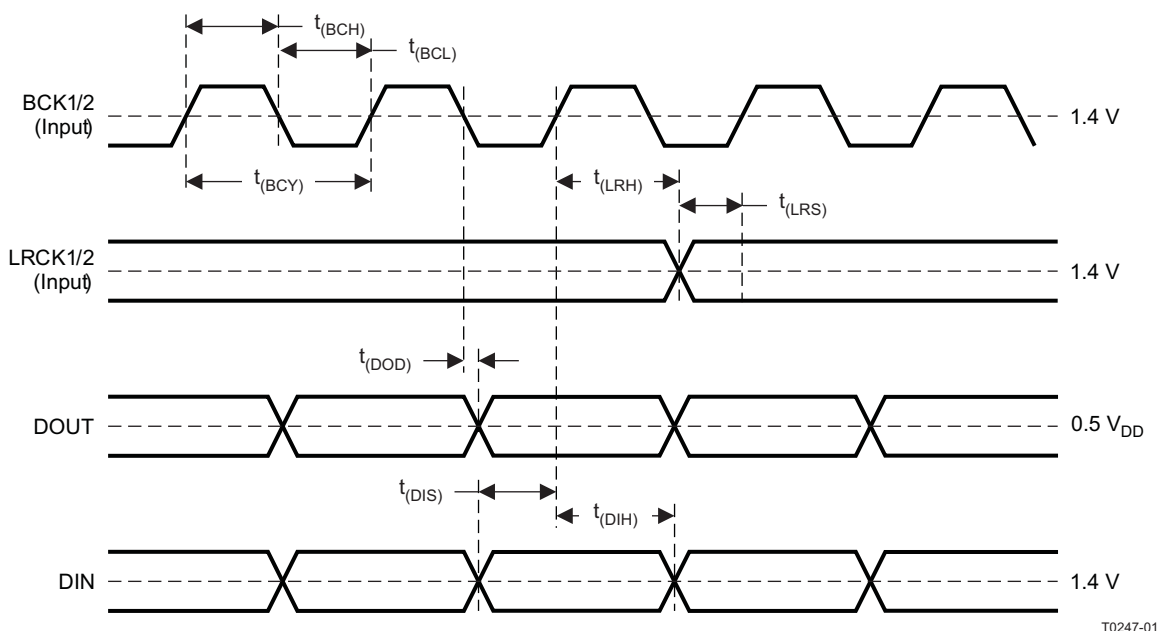 t(BCH)
t(BCL)
BCK1/2
(Input)
1.4 V
t(BCY)
t(LRH)
t(LRS)
LRCK1/2
(Input)
1.4 V
t(DOD)
DOUT
0.5 VDD
t(DIS)
t(DIH)
DIN
1.4 V
T0247-01